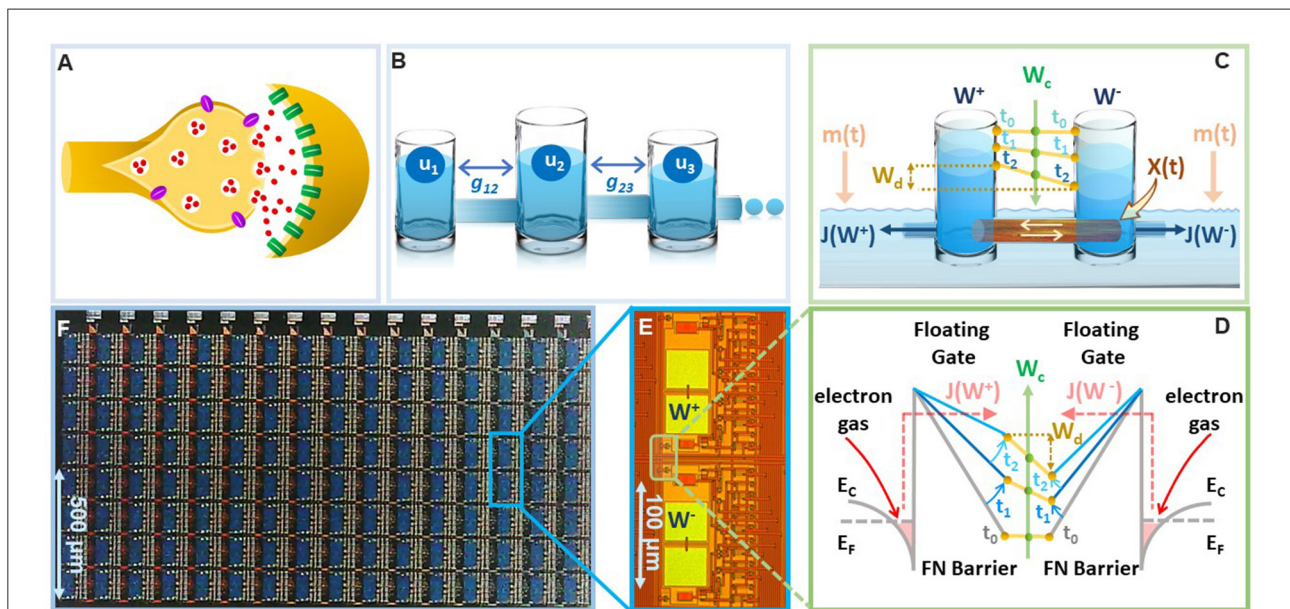 A
B
u1
u2
u3
g12
g23
C
Wc
W+
W-
m(t)
m(t)
t0
t0
t1
t1
t2
t2
Wd
X(t)
J(W+)
J(W-)
F
500 µm
E
W+
W-
100 µm
D
Floating
Gate
Floating
Gate
Wc
J(W+)
J(W-)
electron
gas
electron
gas
Wd
t2
t2
t1
t1
t0
t0
EC
EC
EF
EF
FN Barrier
FN Barrier